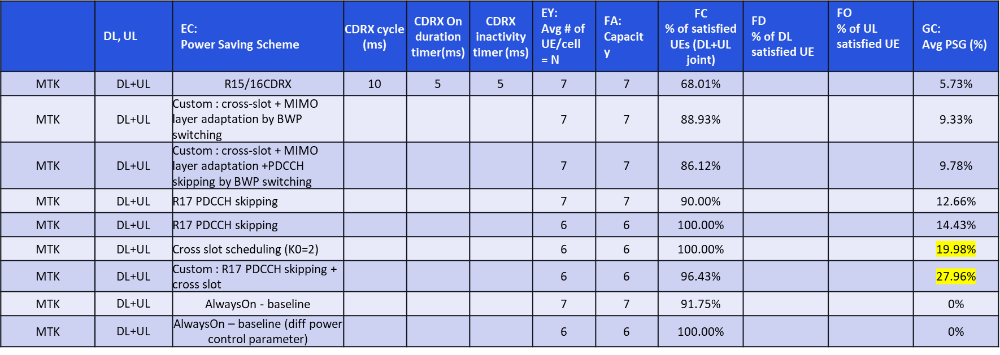 DL, UL
EC:
Power Saving Scheme
CDRX cycle
(ms)
CDRX On
duration
timer(ms)
CDRX
inactivity
timer (ms)
EY:
Avg # of
UE/cell
= N
FA:
Capacit
y
FC
% of satisfied
UEs (DL+UL
joint)
FD
% of DL
satisfied UE
FO
% of UL
satisfied UE
GC:
Avg PSG (%)
MTK DL+UL R15/16CDRX 10 5 5 7 7 68.01% 5.73%
Custom : cross-slot + MIMO
layer adaptation by BWP
switching
MTK DL+UL 7 7 88.93% 9.33%
Custom : cross-slot + MIMO
layer adaptation +PDCCH
skipping by BWP switching
MTK DL+UL 7 7 86.12% 9.78%
MTK DL+UL R17 PDCCH skipping 7 7 90.00% 12.66%
MTK DL+UL R17 PDCCH skipping 6 6 100.00% 14.43%
MTK DL+UL Cross slot scheduling (K0=2) 6 6 100.00% 19.98%
Custom : R17 PDCCH skipping +
cross slot
MTK DL+UL 6 6 96.43% 27.96%
MTK DL+UL AlwaysOn - baseline 7 7 91.75% 0%
AlwaysOn – baseline (diff power
control parameter)
MTK DL+UL 6 6 100.00% 0%